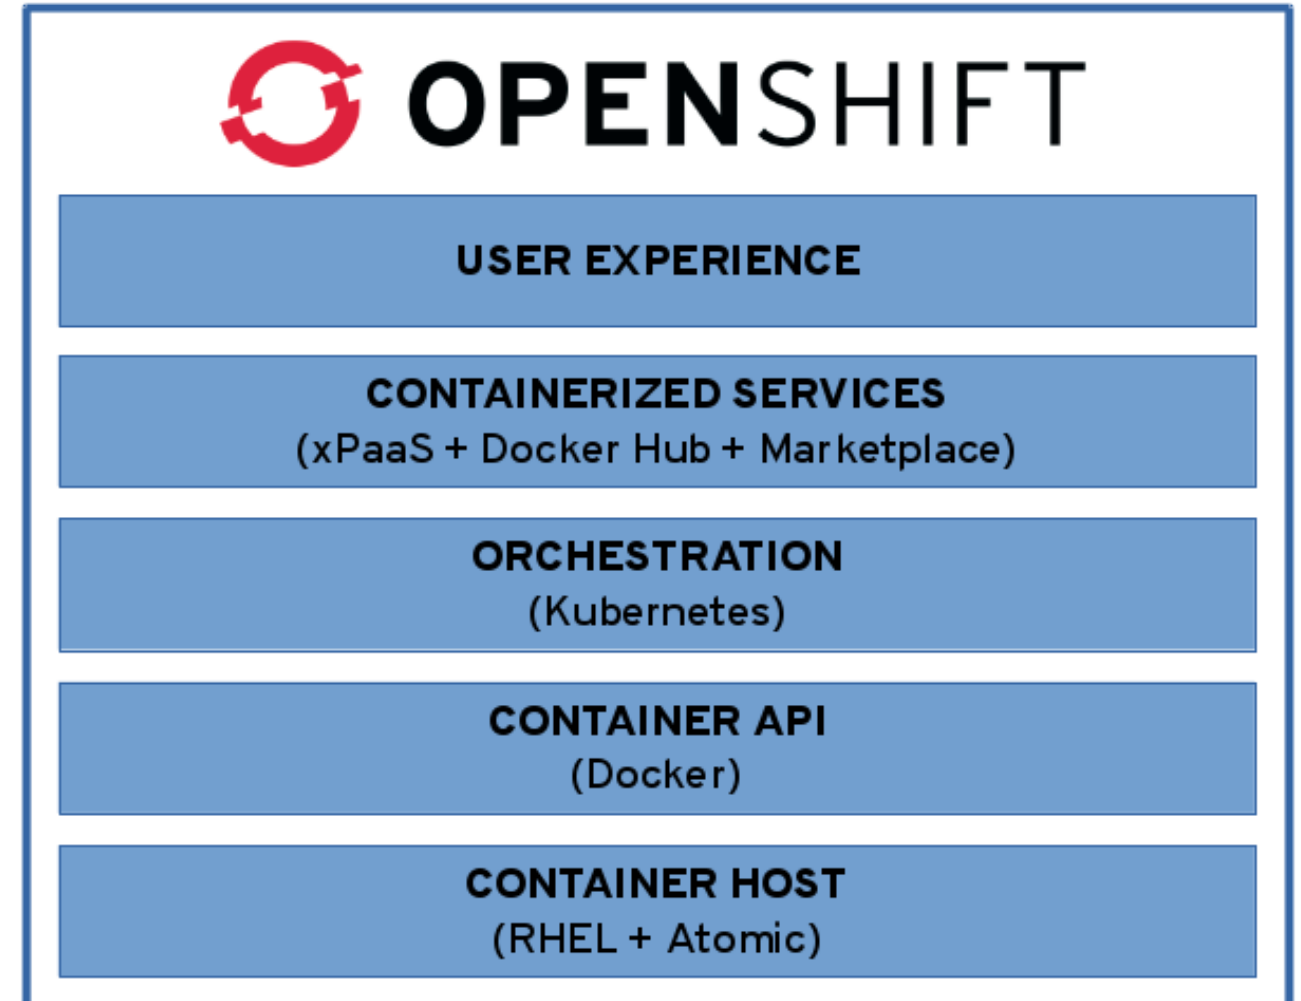 OPENSHIFT
USER EXPERIENCE
CONTAINERIZED SERVICES
(xPaaS + Docker Hub + Marketplace)
ORCHESTRATION
(Kubernetes)
CONTAINER API
(Docker)
CONTAINER HOST
(RHEL + Atomic)